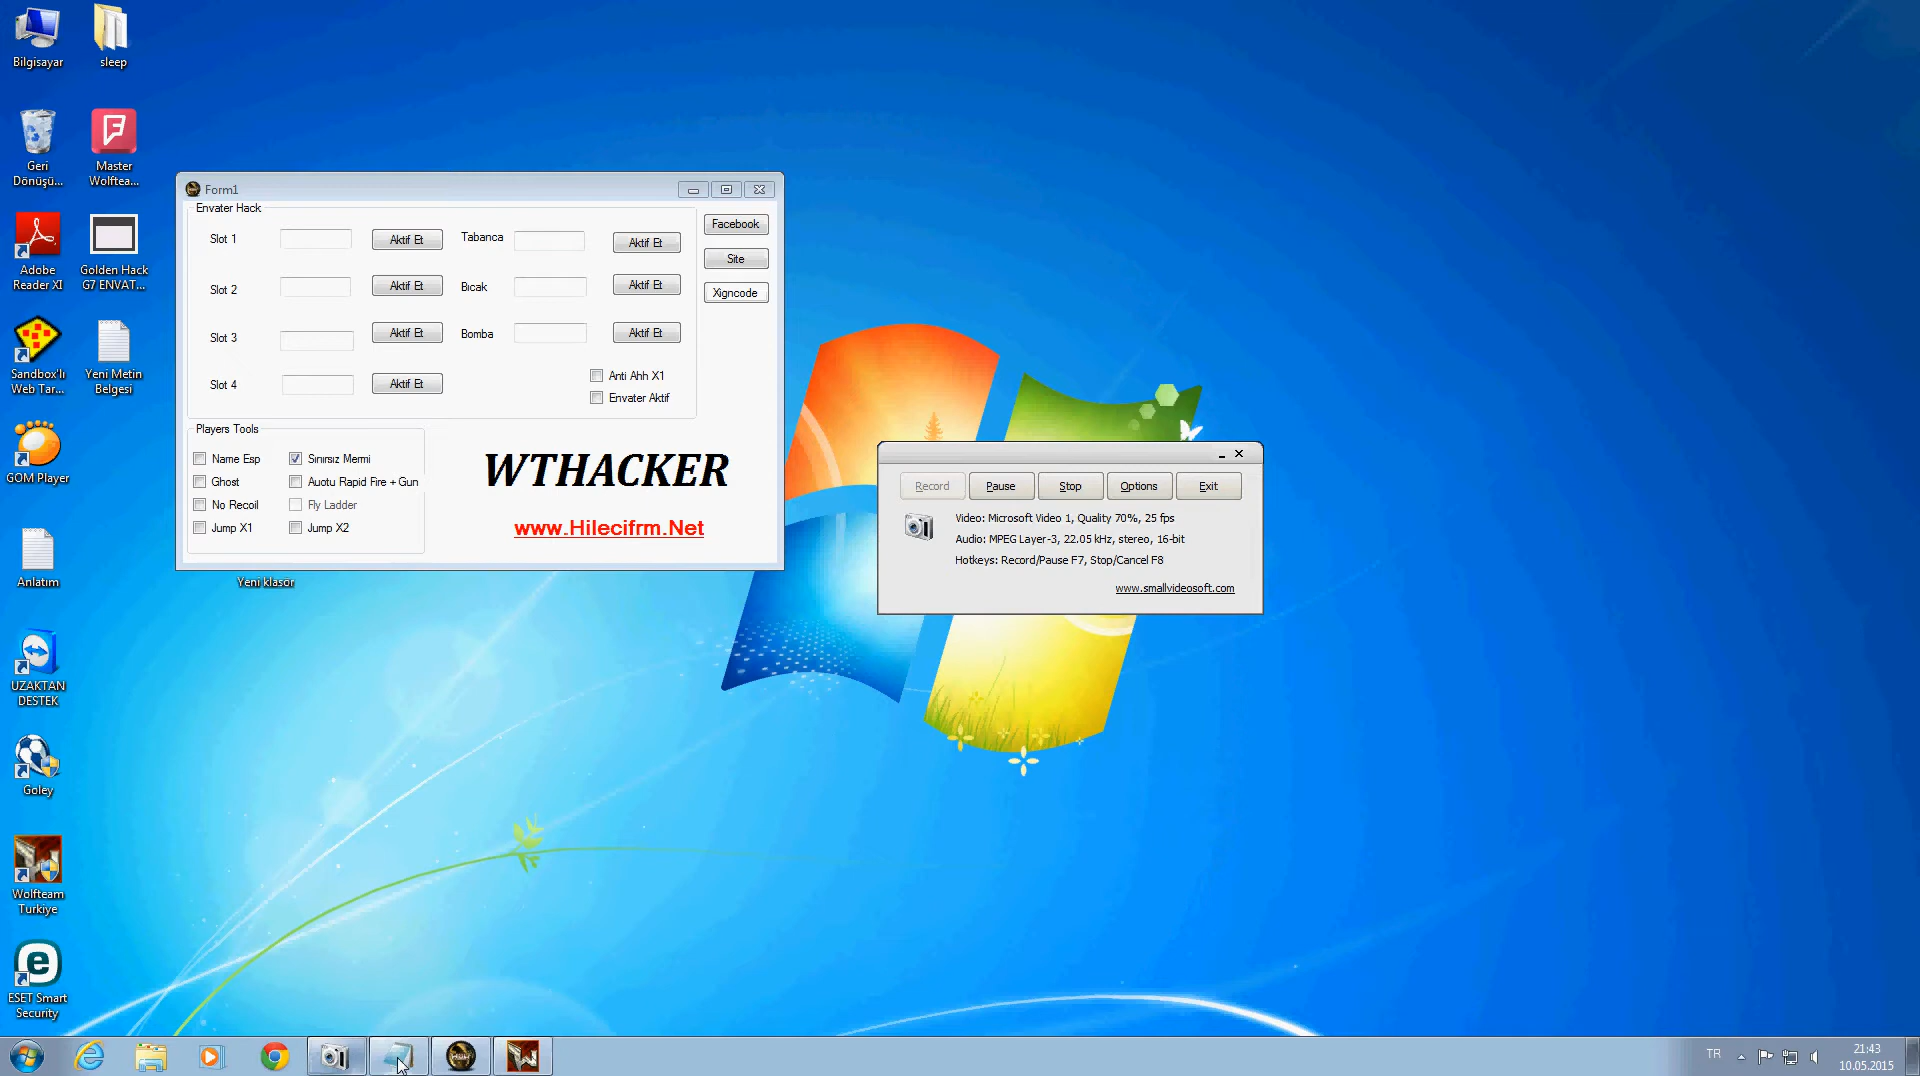 Bilgisayar
sleep
Geri
Dönüşü...
Master
Wolftea...
Adobe
Reader XI
Golden Hack
G7 ENVAT...
Sandbox'lı
Web Tar...
Yeni Metin
Belgesi
GOM Player
Anlatım
UZAKTAN
DESTEK
Goley
Wolfteam
Turkiye
ESET Smart
Security
Yeni klasör
Form1
Envater Hack
Slot 1
Aktif Et
Tabanca
Aktif Et
Slot 2
Aktif Et
Bıcak
Aktif Et
Slot 3
Aktif Et
Bomba
Aktif Et
Slot 4
Aktif Et
Anti Ahh X1
Envater Aktif
Facebook
Site
Xigncode
Players Tools
Name Esp
Sınırsız Mermi
Ghost
Auotu Rapid Fire + Gun
No Recoil
Fly Ladder
Jump X1
Jump X2
WTHACKER
www.Hilecifrm.Net
Record
Pause
Stop
Options
Exit
Video: Microsoft Video 1, Quality 70%, 25 fps
Audio: MPEG Layer-3, 22.05 kHz, stereo, 16-bit
Hotkeys: Record/Pause F7, Stop/Cancel F8
www.smallvideosoft.com
TR
21:43
10.05.2015